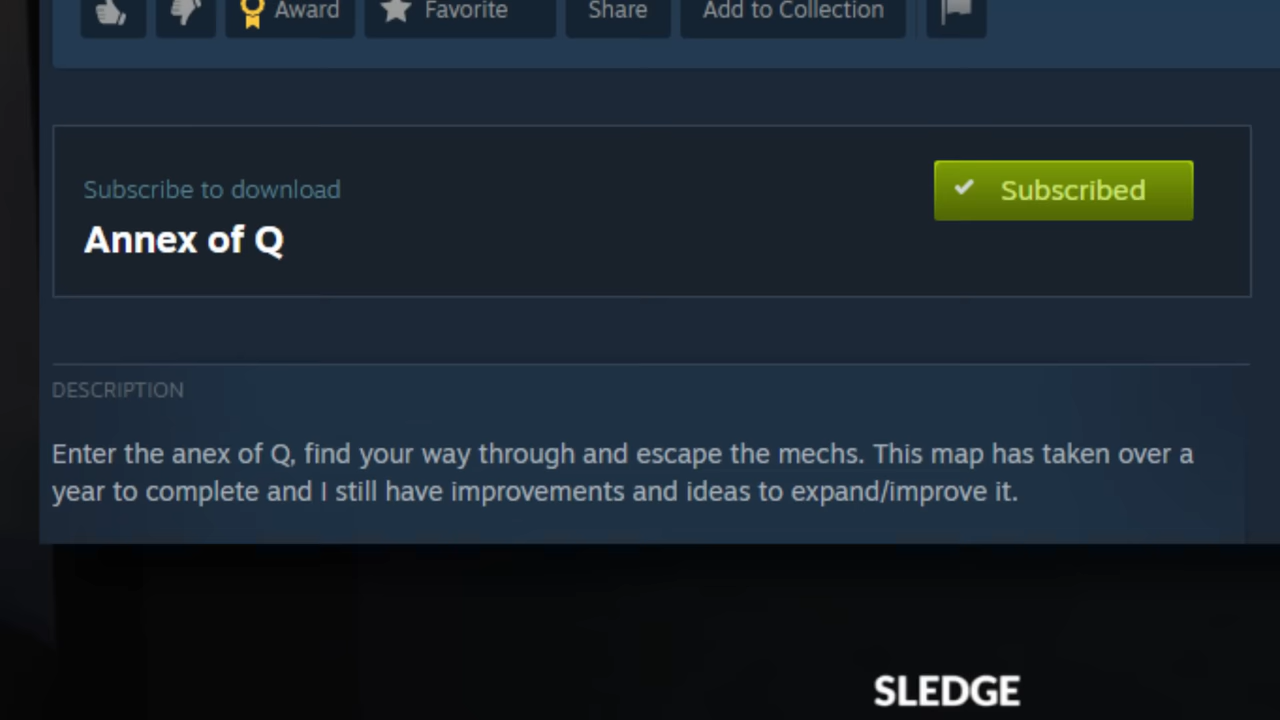 Award Favorite Share Add to Collection
Subscribe to download
Subscribed
Annex of Q
DESCRIPTION
Enter the anex of Q, find your way through and escape the mechs. This map has taken over a
year to complete and I still have improvements and ideas to expand/improve it.
SLEDGE